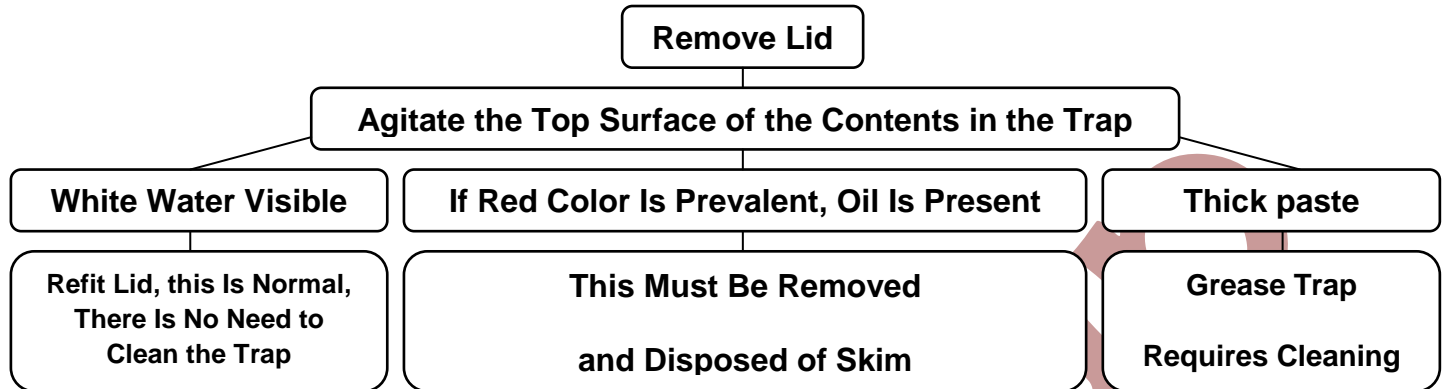 Remove Lid
Agitate the Top Surface of the Contents in the Trap
White Water Visible
If Red Color Is Prevalent, Oil Is Present
Thick paste
Refit Lid, this Is Normal,
There Is No Need to
Clean the Trap
This Must Be Removed
and Disposed of Skim
Grease Trap
Requires Cleaning